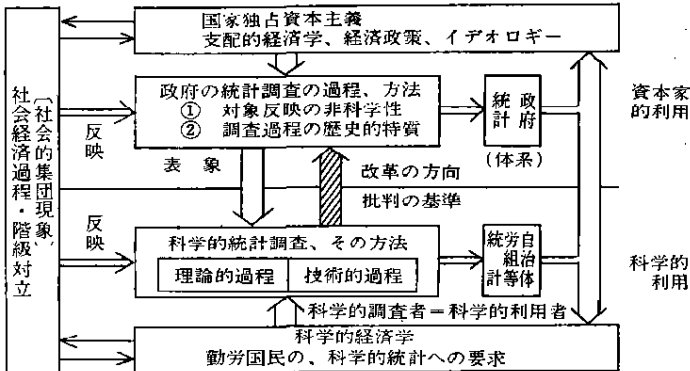 国家独占資本主義
支配的経済学、経済政策、イデオロギー
〔社会的集団現象〕
社会経済過程・階級対立
政府の統計調査の過程、方法
① 対象反映の非科学性
② 調査過程の歴史的特質
反映
政府
統計
(体系)
資本家
的利用
表象
改革の方向
批判の基準
反映
科学的統計調査、その方法
理論的過程
技術的過程
自治体
労組等
統計
科学的
利用
科学的調査者=科学的利用者
科学的経済学
勤労国民の、科学的統計への要求